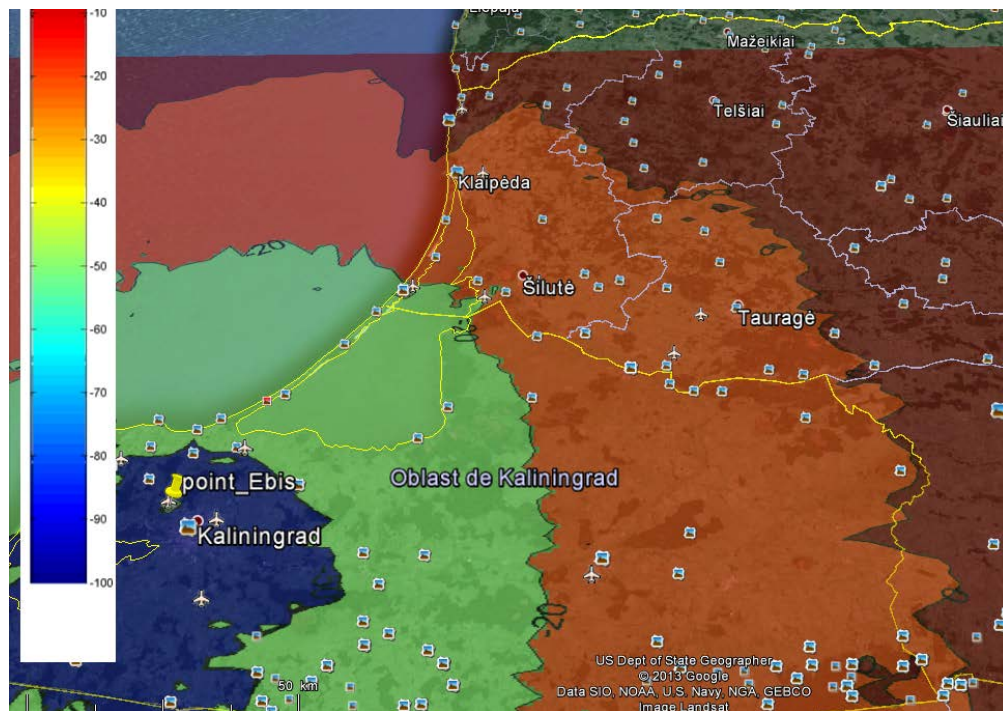 -10
-20
-30
-40
-50
-60
-70
-80
-90
-100
Mažeikiai
Telšiai
Šiauliai
Klaipėda
-20
Šilutė
Tauragė
point_Ebis
Oblast de Kaliningrad
Kaliningrad
-20
50 km
US Dept of State Geographer
© 2013 Google
Data SIO, NOAA, U.S. Navy, NGA, GEBCO
Image Landsat